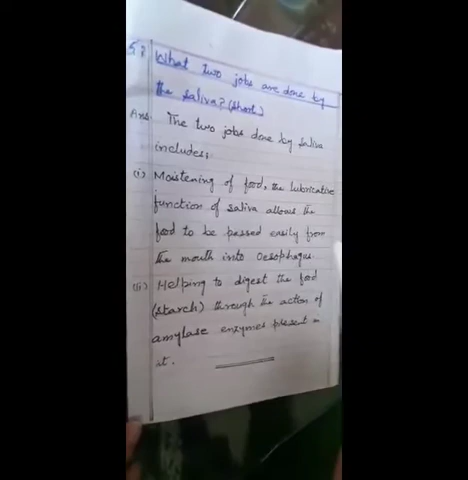 5? What two jobs are done by
the saliva? (short)
Ans. The two jobs done by saliva
includes;
(i) Moistening of food, the lubricative
function of saliva allows the
food to be passed easily from
the mouth into oesophagus.
(ii) Helping to digest the food
(starch) through the action of
amylase enzymes present in
it.